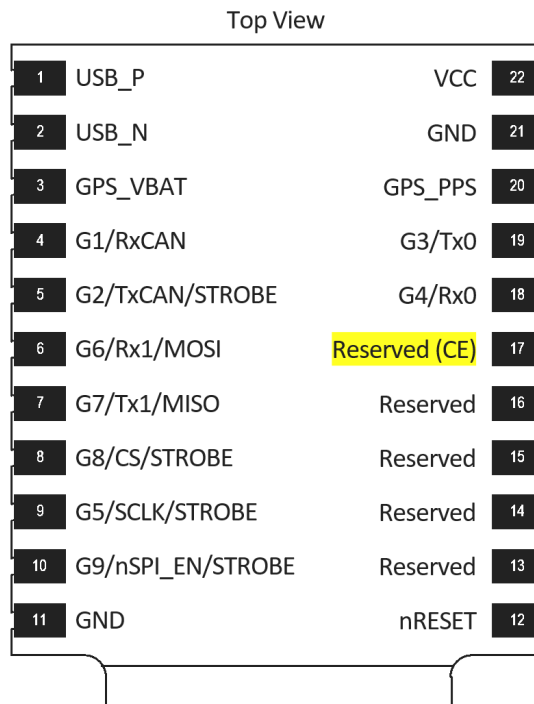 Top View
1 USB_P VCC 22
2 USB_N GND 21
3 GPS_VBAT GPS_PPS 20
4 G1/RxCAN G3/Tx0 19
5 G2/TxCAN/STROBE G4/Rx0 18
6 G6/Rx1/MOSI Reserved (CE) 17
7 G7/Tx1/MISO Reserved 16
8 G8/CS/STROBE Reserved 15
9 G5/SCLK/STROBE Reserved 14
10 G9/nSPI_EN/STROBE Reserved 13
11 GND nRESET 12